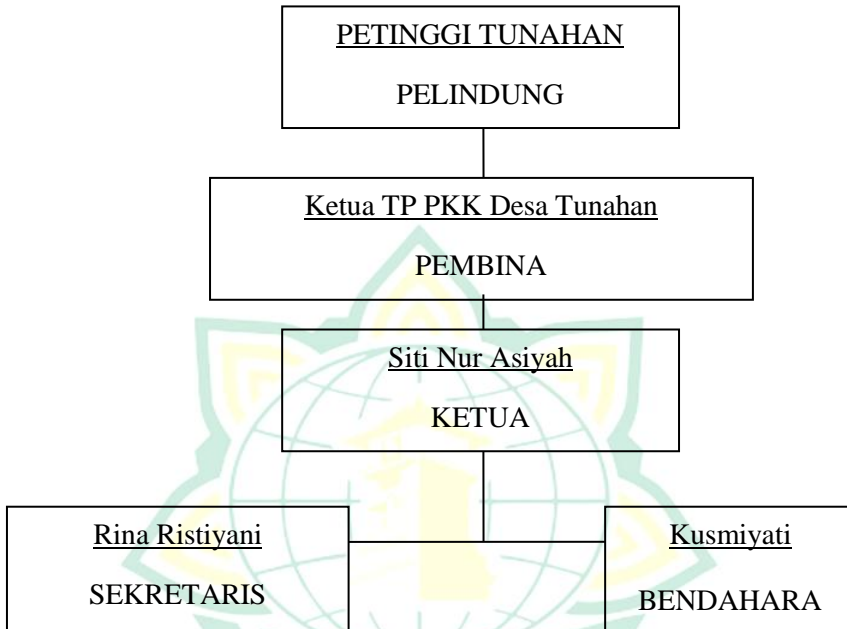 PETINGGI TUNAHAN
PELINDUNG
Ketua TP PKK Desa Tunahan
PEMBINA
Siti Nur Asiyah
KETUA
Rina Ristiyani
SEKRETARIS
Kusmiyati
BENDAHARA